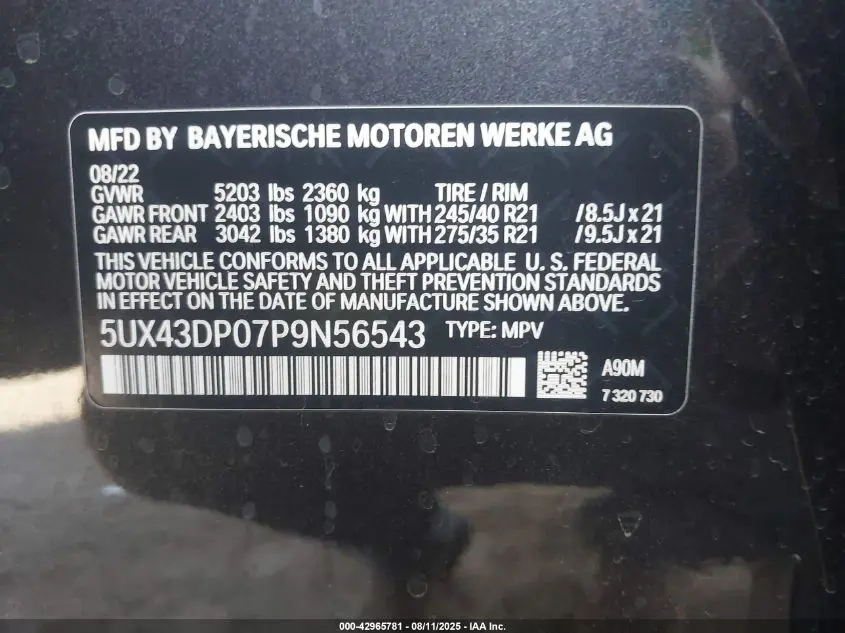 MFD BY BAYERISCHE MOTOREN WERKE AG
08/22
GVWR 5203 lbs 2360 kg TIRE / RIM
GAWR FRONT 2403 lbs 1090 kg WITH 245/40 R21 /8.5J x 21
GAWR REAR 3042 lbs 1380 kg WITH 275/35 R21 /9.5J x 21
THIS VEHICLE CONFORMS TO ALL APPLICABLE U. S. FEDERAL
MOTOR VEHICLE SAFETY AND THEFT PREVENTION STANDARDS
IN EFFECT ON THE DATE OF MANUFACTURE SHOWN ABOVE.
5UX43DP07P9N56543 TYPE: MPV
A90M
7 320 730
000-42965781 - 08/11/2025 - IAA Inc.